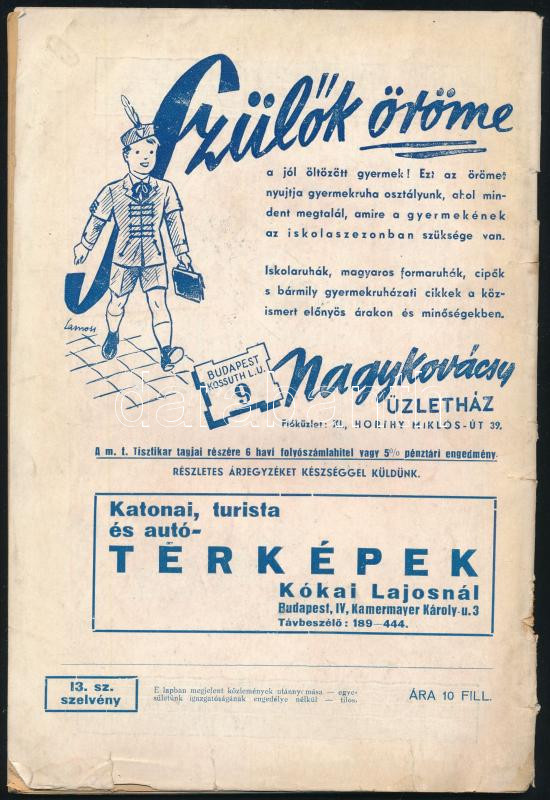 Szülők öröme
a jól öltözött gyermek! Ezt az örömet
nyujtja gyermekruha osztályunk, ahol min-
dent megtalál, amire a gyermekének
az iskolaszezonban szüksége van.
Iskolaruhák, magyaros formaruhák, cipők
s bármily gyermekruházati cikkek a köz-
ismert előnyös árakon és minőségekben.
Lamoss
BUDAPEST
KOSSUTH L.U.
9
Nagykovácsy
ÜZLETHÁZ
Fióküzlet: XI., HORTHY MIKLÓS-ÚT 39.
A m. t. Tisztikar tagjai részére 6 havi folyószámlahitel vagy 5% pénztári engedmény.
RÉSZLETES ÁRJEGYZÉKET KÉSZSÉGGEL KÜLDÜNK.
Katonai, turista
és autó-
TÉRKÉPEK
Kókai Lajosnál
Budapest, IV, Kamermayer Károly-u. 3
Távbeszélő: 189—444.
13. sz.
szelvény
E lapban megjelent közlemények utánnyomása — egye-
sületünk igazgatóságának engedélye nélkül — tilos.
ÁRA 10 FILL.